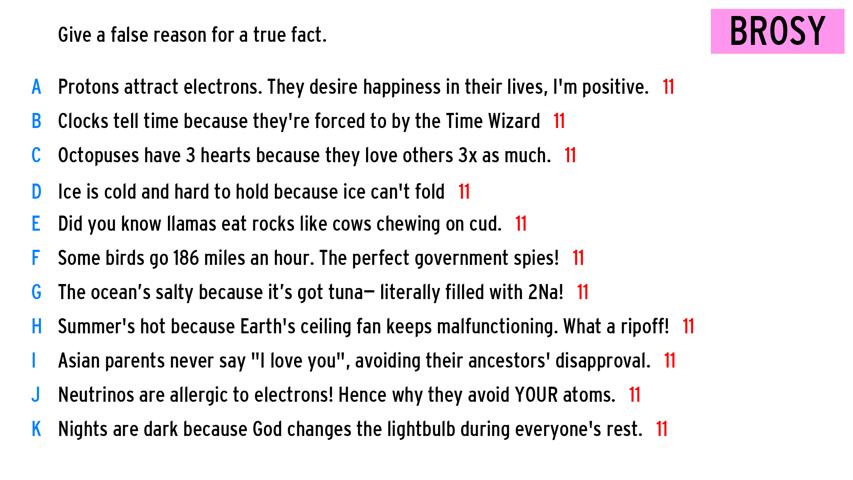 Give a false reason for a true fact.
BROSY
A Protons attract electrons. They desire happiness in their lives, I'm positive. 11
B Clocks tell time because they're forced to by the Time Wizard 11
C Octopuses have 3 hearts because they love others 3x as much. 11
D Ice is cold and hard to hold because ice can't fold 11
E Did you know llamas eat rocks like cows chewing on cud. 11
F Some birds go 186 miles an hour. The perfect government spies! 11
G The ocean’s salty because it’s got tuna— literally filled with 2Na! 11
H Summer's hot because Earth's ceiling fan keeps malfunctioning. What a ripoff! 11
I Asian parents never say "I love you", avoiding their ancestors' disapproval. 11
J Neutrinos are allergic to electrons! Hence why they avoid YOUR atoms. 11
K Nights are dark because God changes the lightbulb during everyone's rest. 11